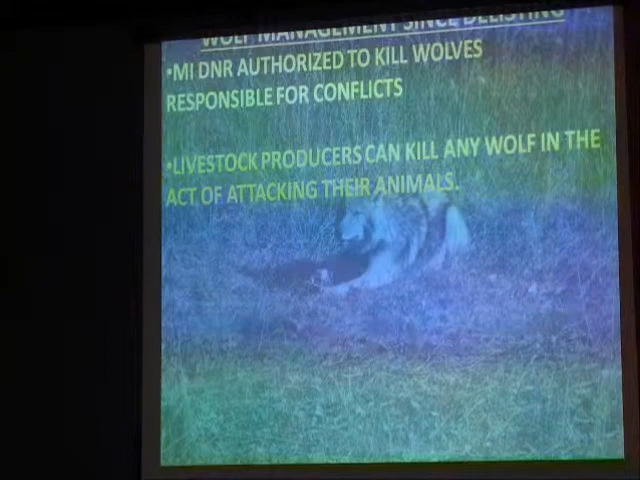 WOLF MANAGEMENT SINCE DELISTING
•MI DNR AUTHORIZED TO KILL WOLVES
RESPONSIBLE FOR CONFLICTS
•LIVESTOCK PRODUCERS CAN KILL ANY WOLF IN THE
ACT OF ATTACKING THEIR ANIMALS.